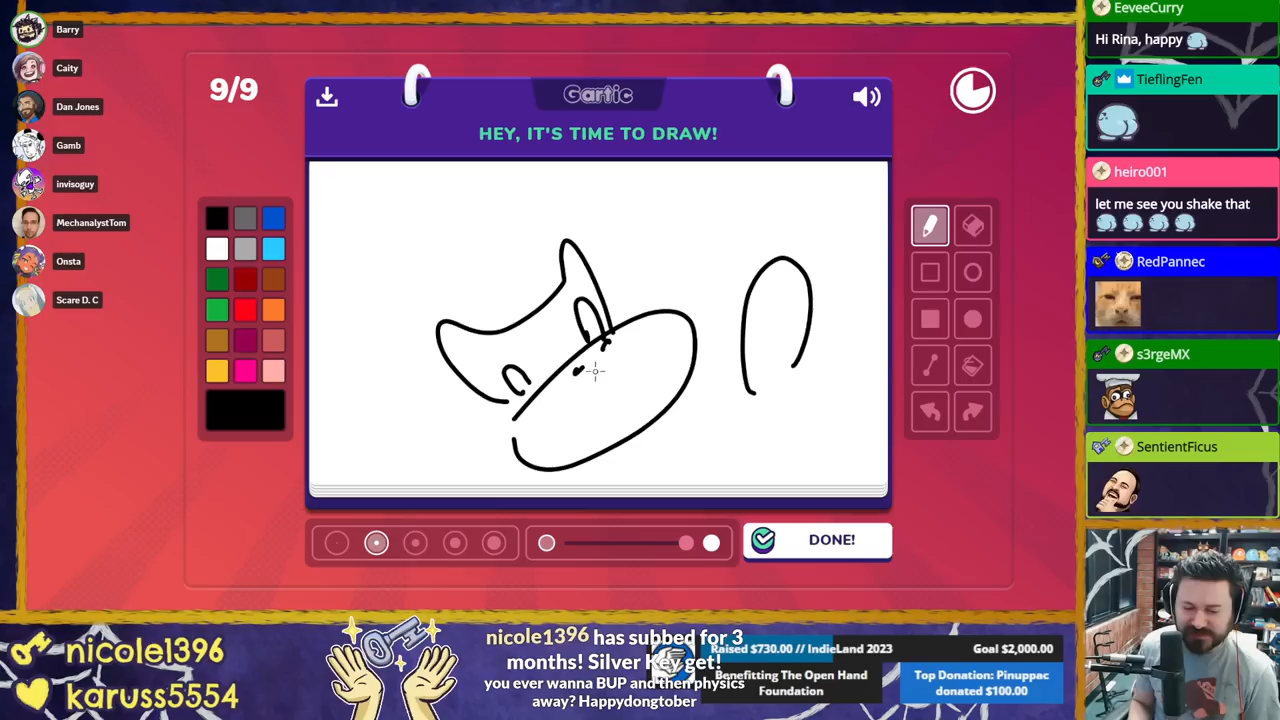 Barry
Caity
Dan Jones
Gamb
invisoguy
MechanalystTom
Onsta
Scare D. C
9/9
Gartic
HEY, IT'S TIME TO DRAW!
DONE!
EeveeCurry
Hi Rina, happy
TieflingFen
heiro001
let me see you shake that
RedPannec
s3rgeMX
SentientFicus
nicole1396
karuss5554
nicole1396 has subbed for 3
months! Silver Key get!
you ever wanna BUP and then physics
away? Happydongtober
Raised $730.00 // IndieLand 2023
Goal $2,000.00
Benefitting The Open Hand
Foundation
Top Donation: Pinuppac
donated $100.00